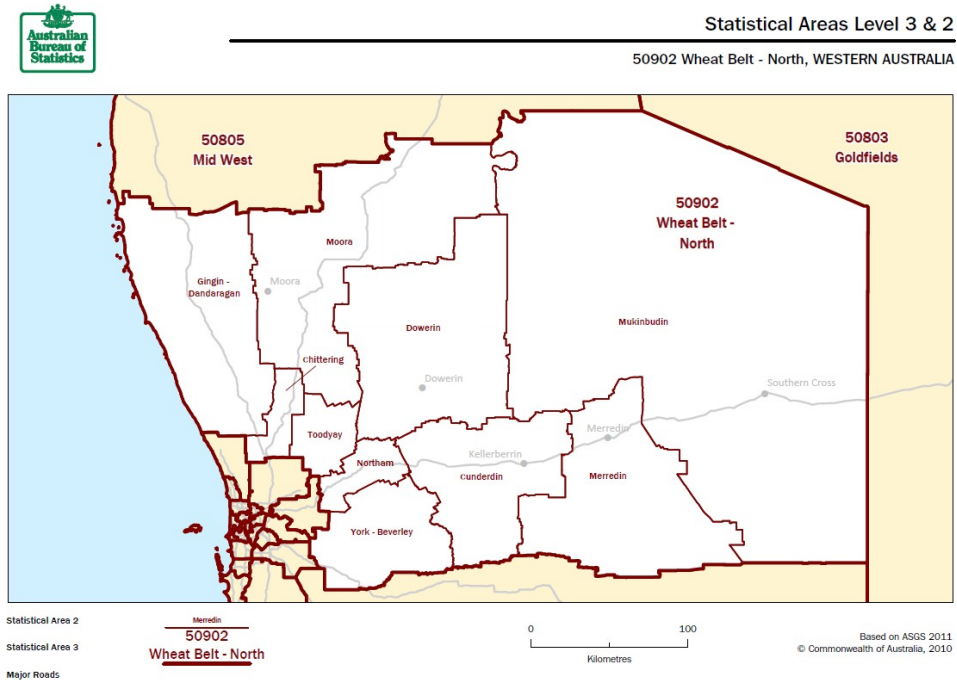 Australian
Bureau of
Statistics
Statistical Areas Level 3 & 2
50902 Wheat Belt - North, WESTERN AUSTRALIA
50805
Mid West
50803
Goldfields
50902
Wheat Belt -
North
Moora
Gingin -
Dandaragan
Moora
Dowerin
Mukinbudin
Chittering
Dowerin
Southern Cross
Toodyay
Merredin
Kellerberrin
Northam
Cunderdin
Merredin
York - Beverley
Statistical Area 2
Merredin
Statistical Area 3
50902
Wheat Belt - North
Major Roads
0
100
Kilometres
Based on ASGS 2011
© Commonwealth of Australia, 2010